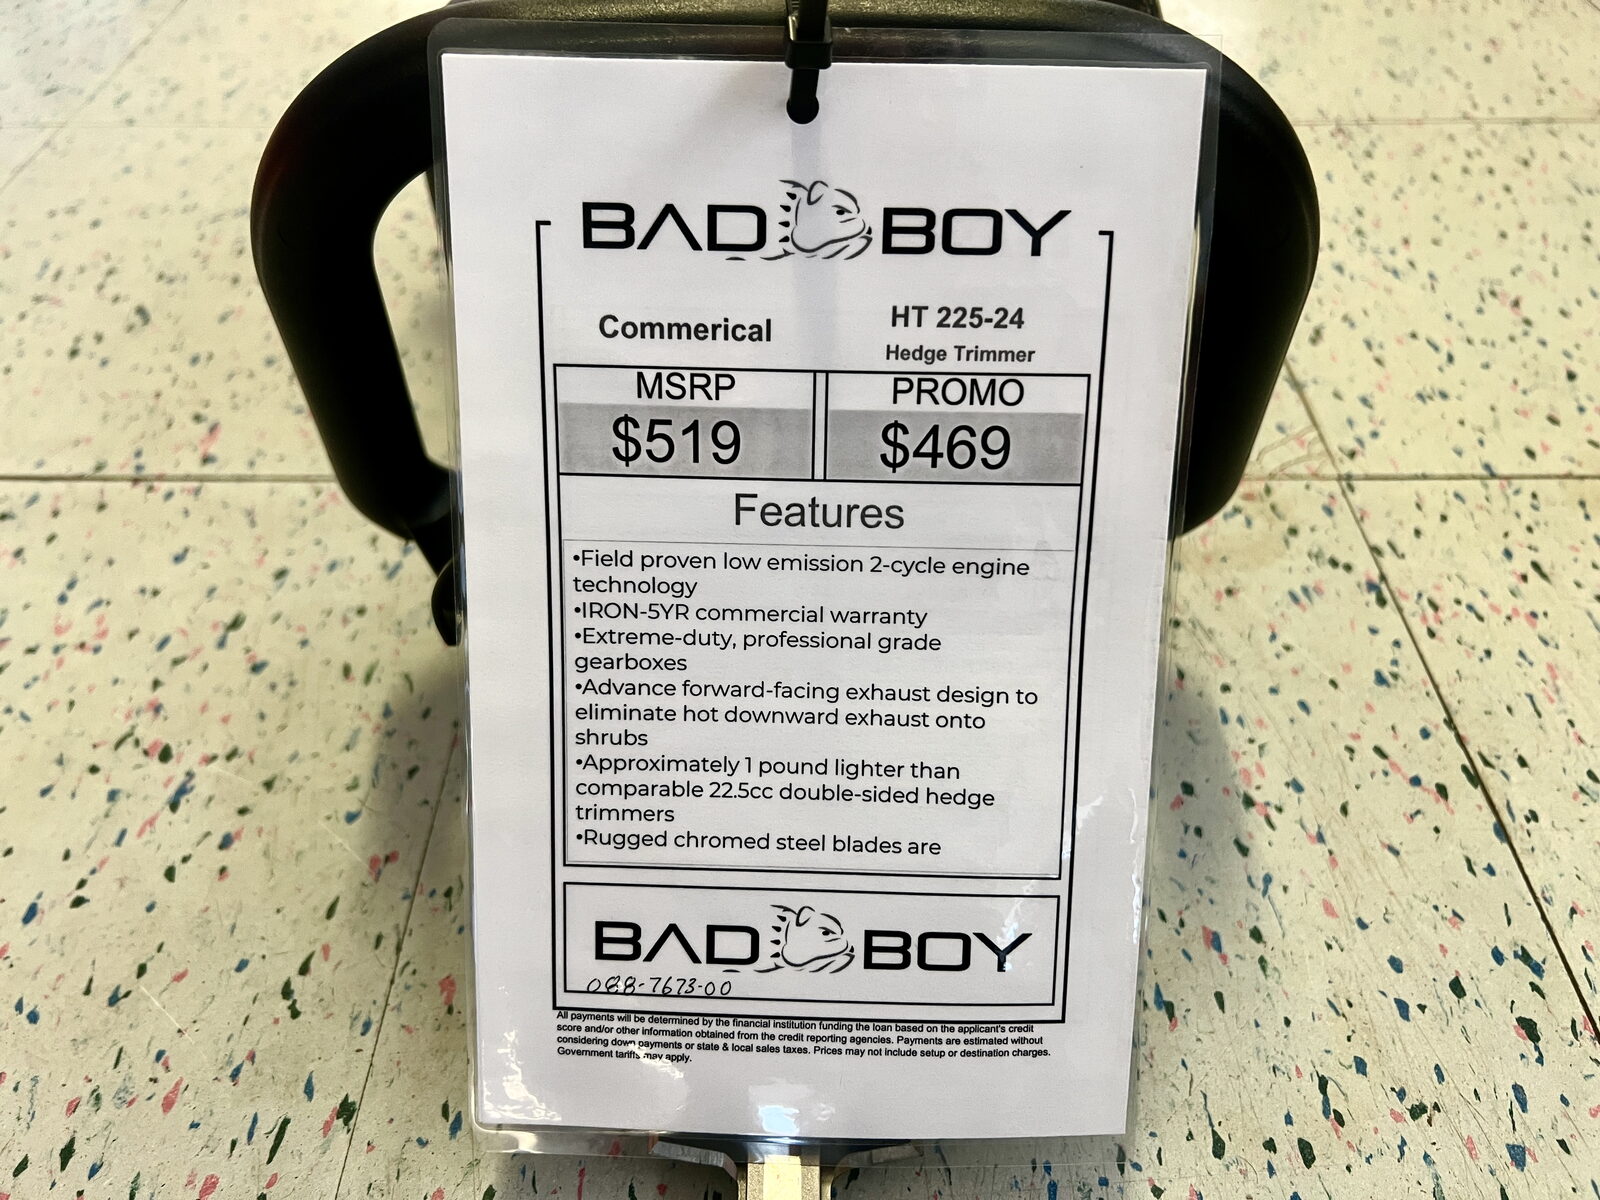 BAD BOY
Commerical
HT 225-24
Hedge Trimmer
MSRP
PROMO
$519
$469
Features
•Field proven low emission 2-cycle engine
technology
•IRON-5YR commercial warranty
•Extreme-duty, professional grade
gearboxes
•Advance forward-facing exhaust design to
eliminate hot downward exhaust onto
shrubs
•Approximately 1 pound lighter than
comparable 22.5cc double-sided hedge
trimmers
•Rugged chromed steel blades are
BAD BOY
088-7673-00
All payments will be determined by the financial institution funding the loan based on the applicant's credit
score and/or other information obtained from the credit reporting agencies. Payments are estimated without
considering down payments or state & local sales taxes. Prices may not include setup or destination charges.
Government tariffs may apply.